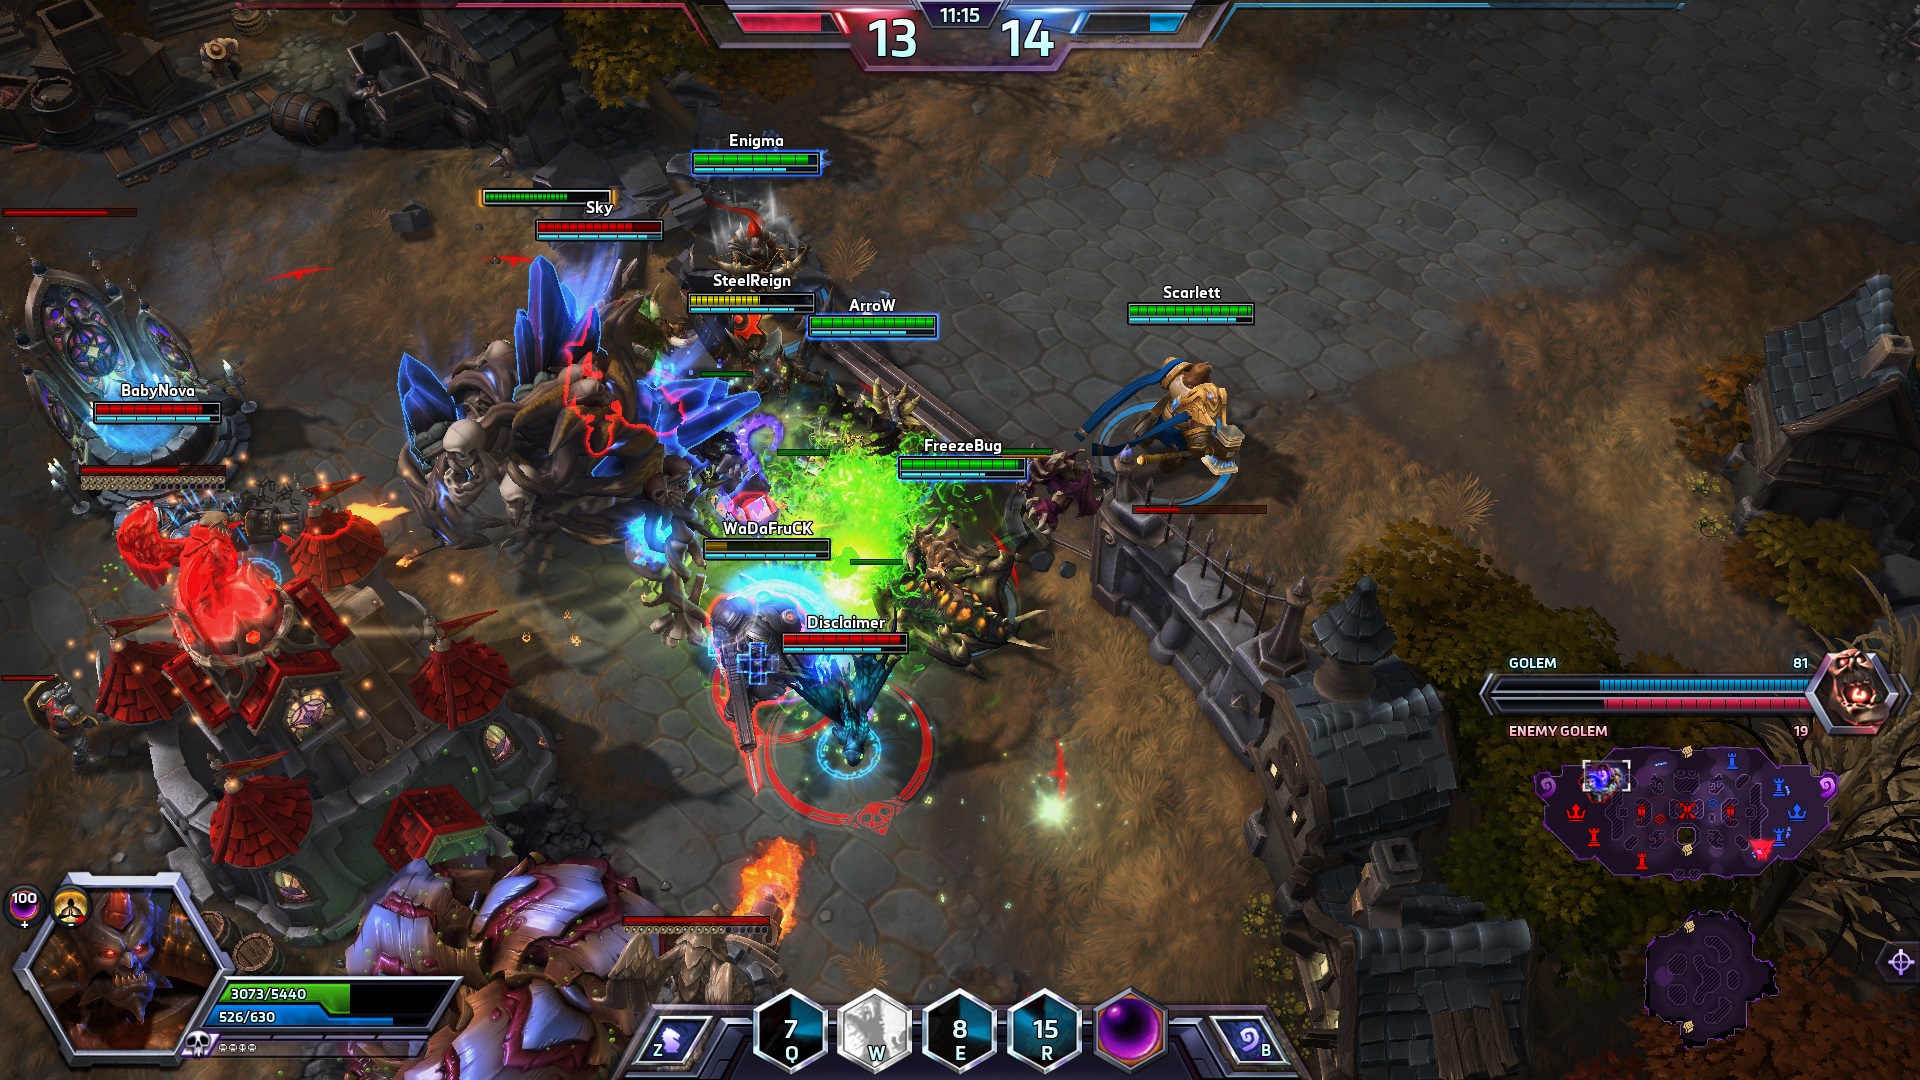 11:15
13 14
Enigma
Sky
SteelReign
ArroW
Scarlett
BabyNova
FreezeBug
WaDaFruCK
Disclaimer
GOLEM 81
ENEMY GOLEM 19
100
+
-
3073/5440
526/630
Z
7
Q
W
8
E
15
R
B